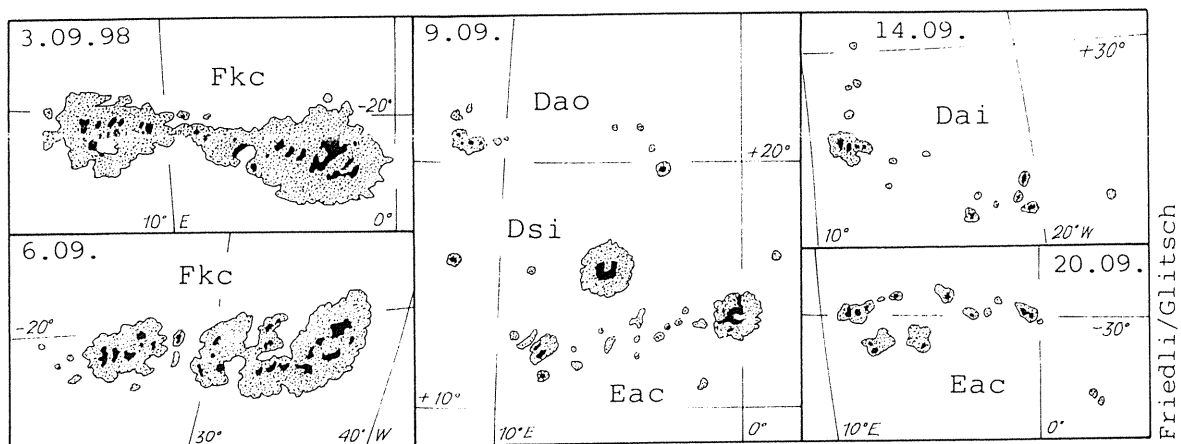 3.09.98
Fkc
-20°
10° E
0°
6.09.
Fkc
-20°
30°
40° W
9.09.
Dao
+20°
Dsi
Eac
+10°
10°E
0°
14.09.
+30°
Dai
10°
20°W
20.09.
-30°
Eac
10°E
0°
Friedli/Glitsch